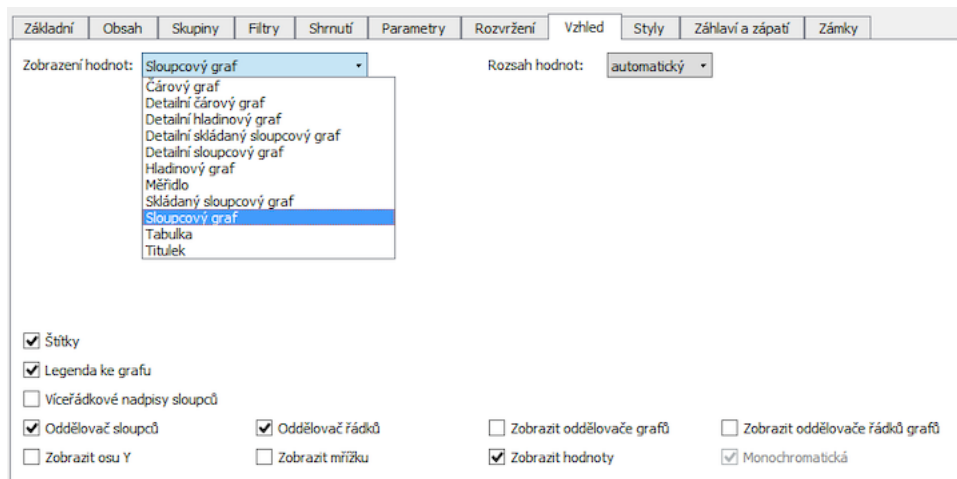 Základní Obsah Skupiny Filtry Shrnutí Parametry Rozvržení Vzhled Styly Záhlaví a zápatí Zámky
Zobrazení hodnot: Sloupcový graf Rozsah hodnot: automatický
Čárový graf
Detailní čárový graf
Detailní hladinový graf
Detailní skládaný sloupcový graf
Detailní sloupcový graf
Hladinový graf
Měřidlo
Skládaný sloupcový graf
Sloupcový graf
Tabulka
Titulek
Štítky
Legenda ke grafu
Víceřádkové nadpisy sloupců
Oddělovač sloupců Oddělovač řádků Zobrazit oddělovače grafů Zobrazit oddělovače řádků grafů
Zobrazit osu Y Zobrazit mřížku Zobrazit hodnoty Monochromatická